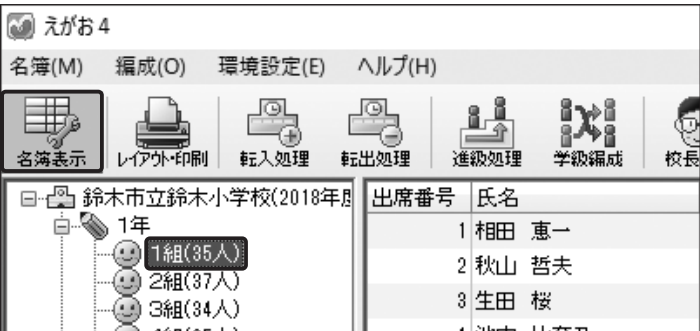 えがお4
名簿(M) 編成(O) 環境設定(E) ヘルプ(H)
名簿表示 レイアウト・印刷 転入処理 転出処理 進級処理 学級編成 校長
鈴木市立鈴木小学校(2018年度 出席番号 氏名
1年
1 相田 恵一
1組(35人)
2 秋山 哲夫
2組(37人)
3 生田 桜
3組(34人)